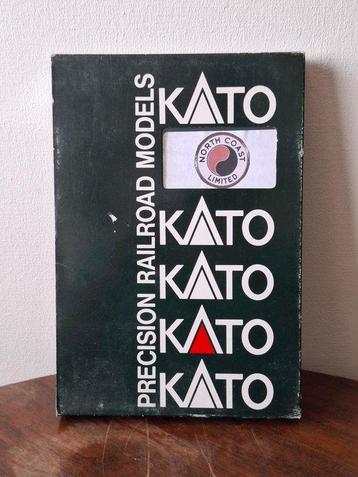 PRECISION RAILROAD MODELS
KATO
NORTH COAST
LIMITED
KATO
KATO
KATO
KATO